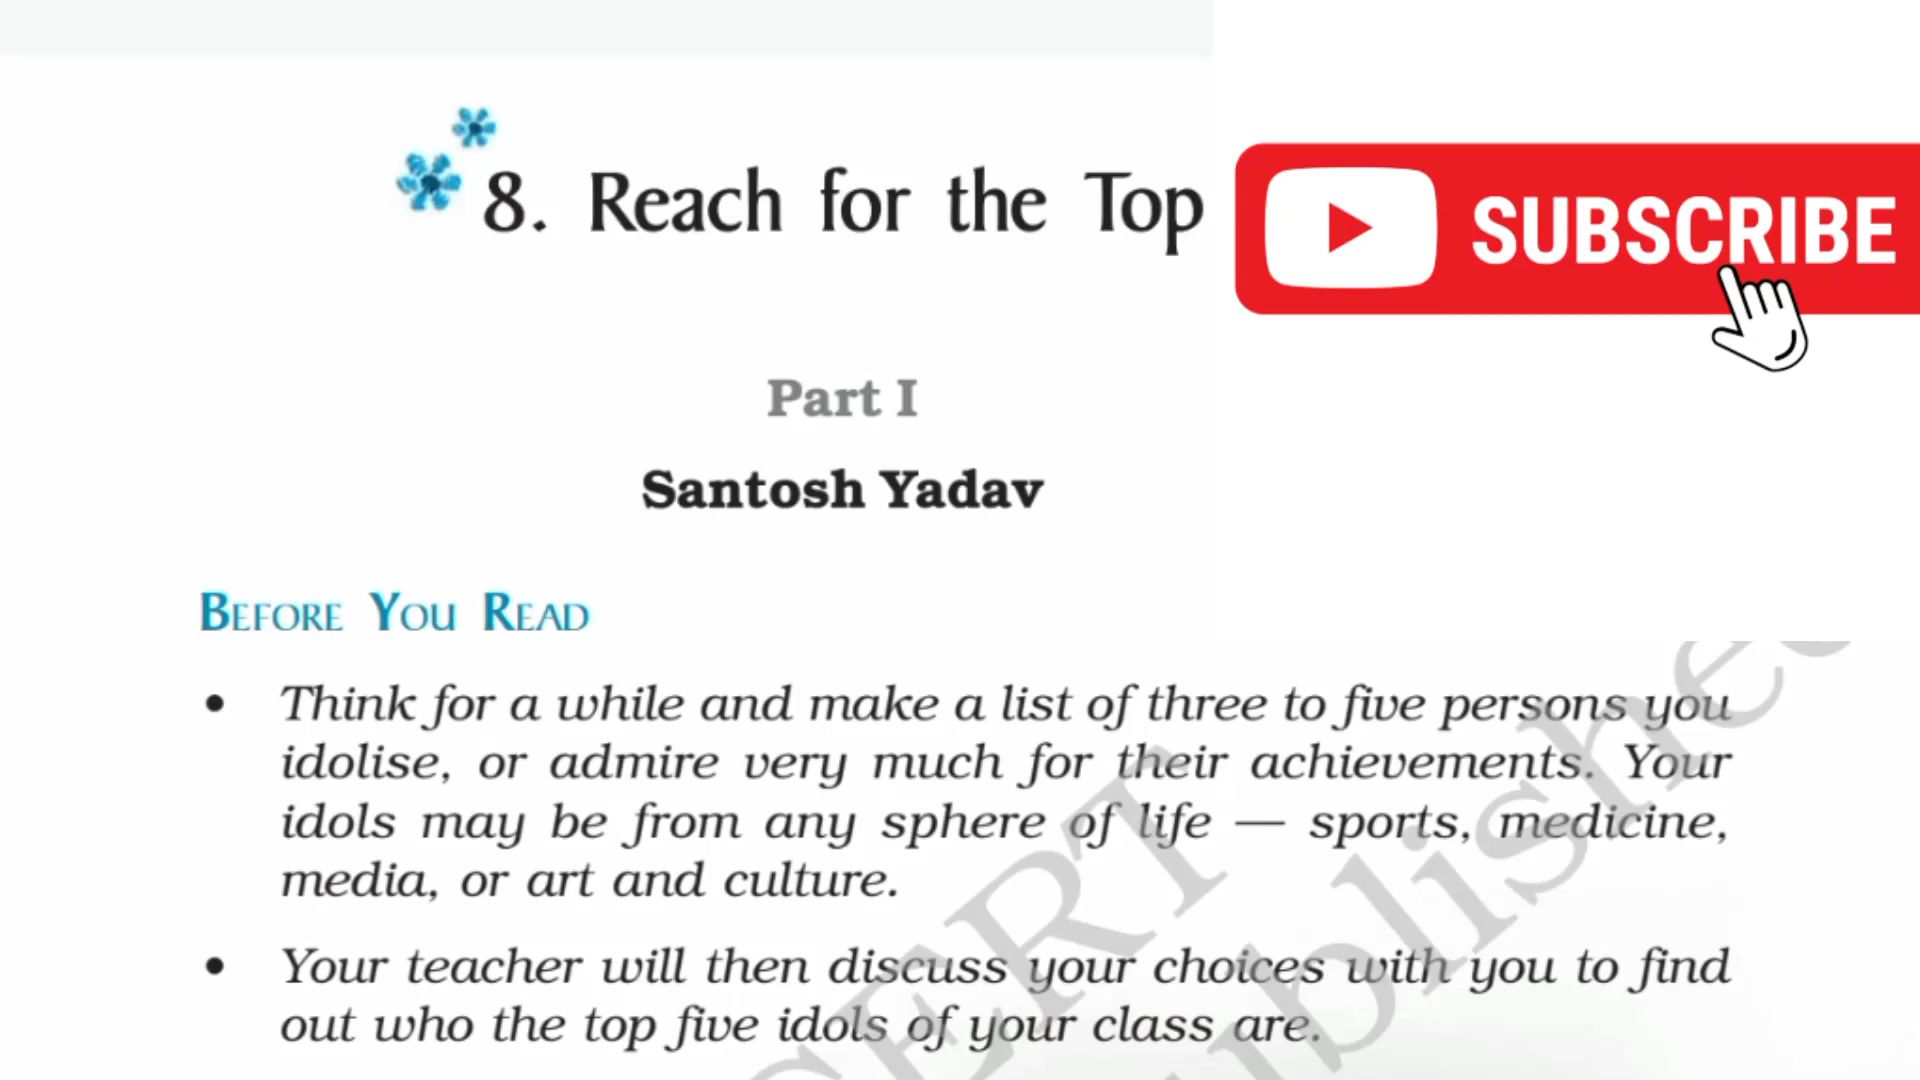 8. Reach for the Top
SUBSCRIBE
Part I
Santosh Yadav
BEFORE YOU READ
• Think for a while and make a list of three to five persons you
idolise, or admire very much for their achievements. Your
idols may be from any sphere of life — sports, medicine,
media, or art and culture.
• Your teacher will then discuss your choices with you to find
out who the top five idols of your class are.